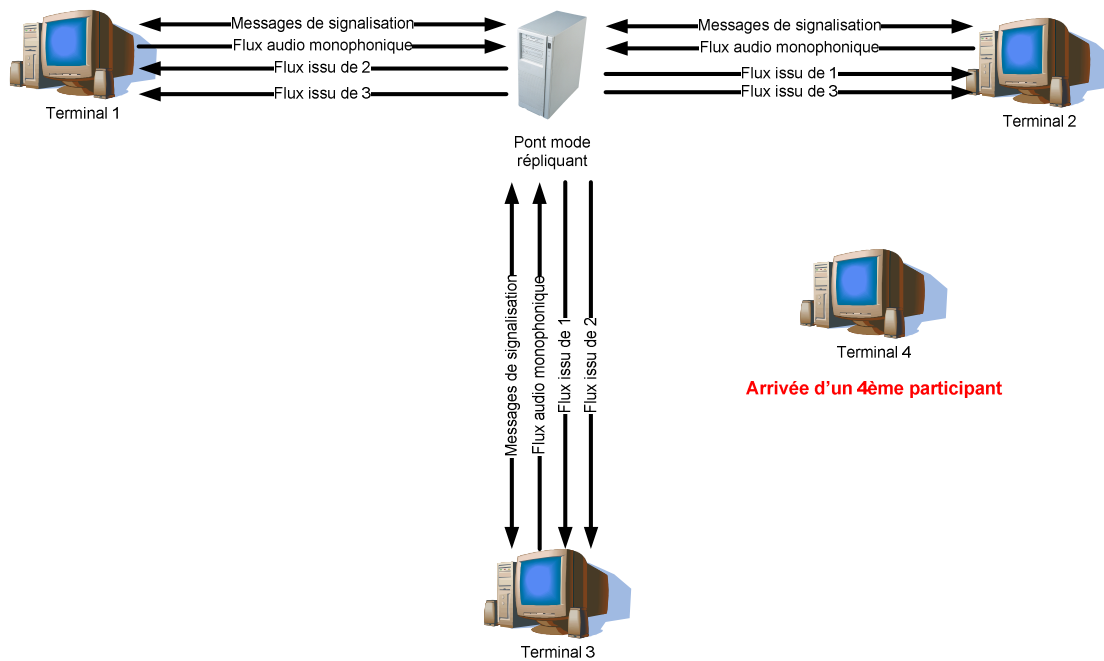 Messages de signalisation
Flux audio monophonique
Flux issu de 2
Flux issu de 3
Terminal 1
Messages de signalisation
Flux audio monophonique
Flux issu de 1
Flux issu de 3
Terminal 2
Pont mode
répliquant
Messages de signalisation
Flux audio monophonique
Flux issu de 1
Flux issu de 2
Terminal 4
Arrivée d'un 4ème participant
Terminal 3